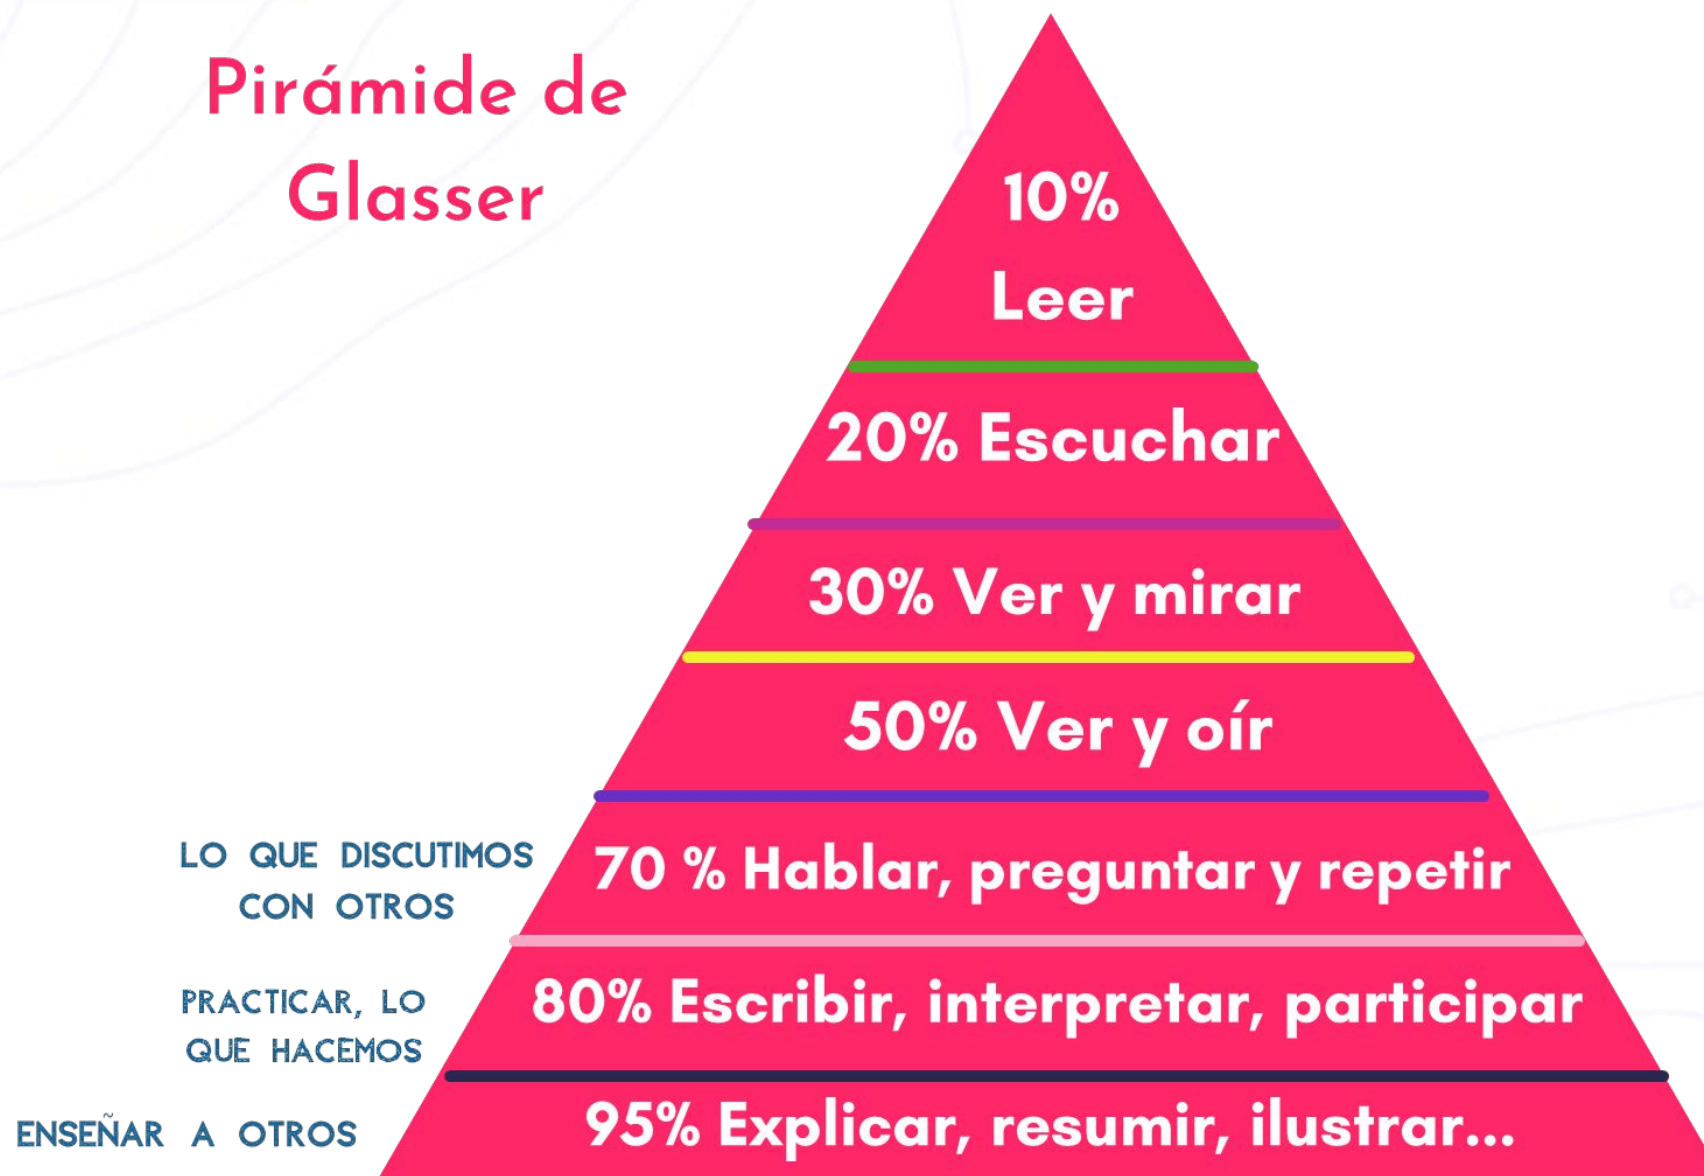 Pirámide de
Glasser
10%
Leer
20% Escuchar
30% Ver y mirar
50% Ver y oír
LO QUE DISCUTIMOS
CON OTROS
70 % Hablar, preguntar y repetir
PRACTICAR, LO
QUE HACEMOS
80% Escribir, interpretar, participar
ENSEÑAR A OTROS
95% Explicar, resumir, ilustrar...